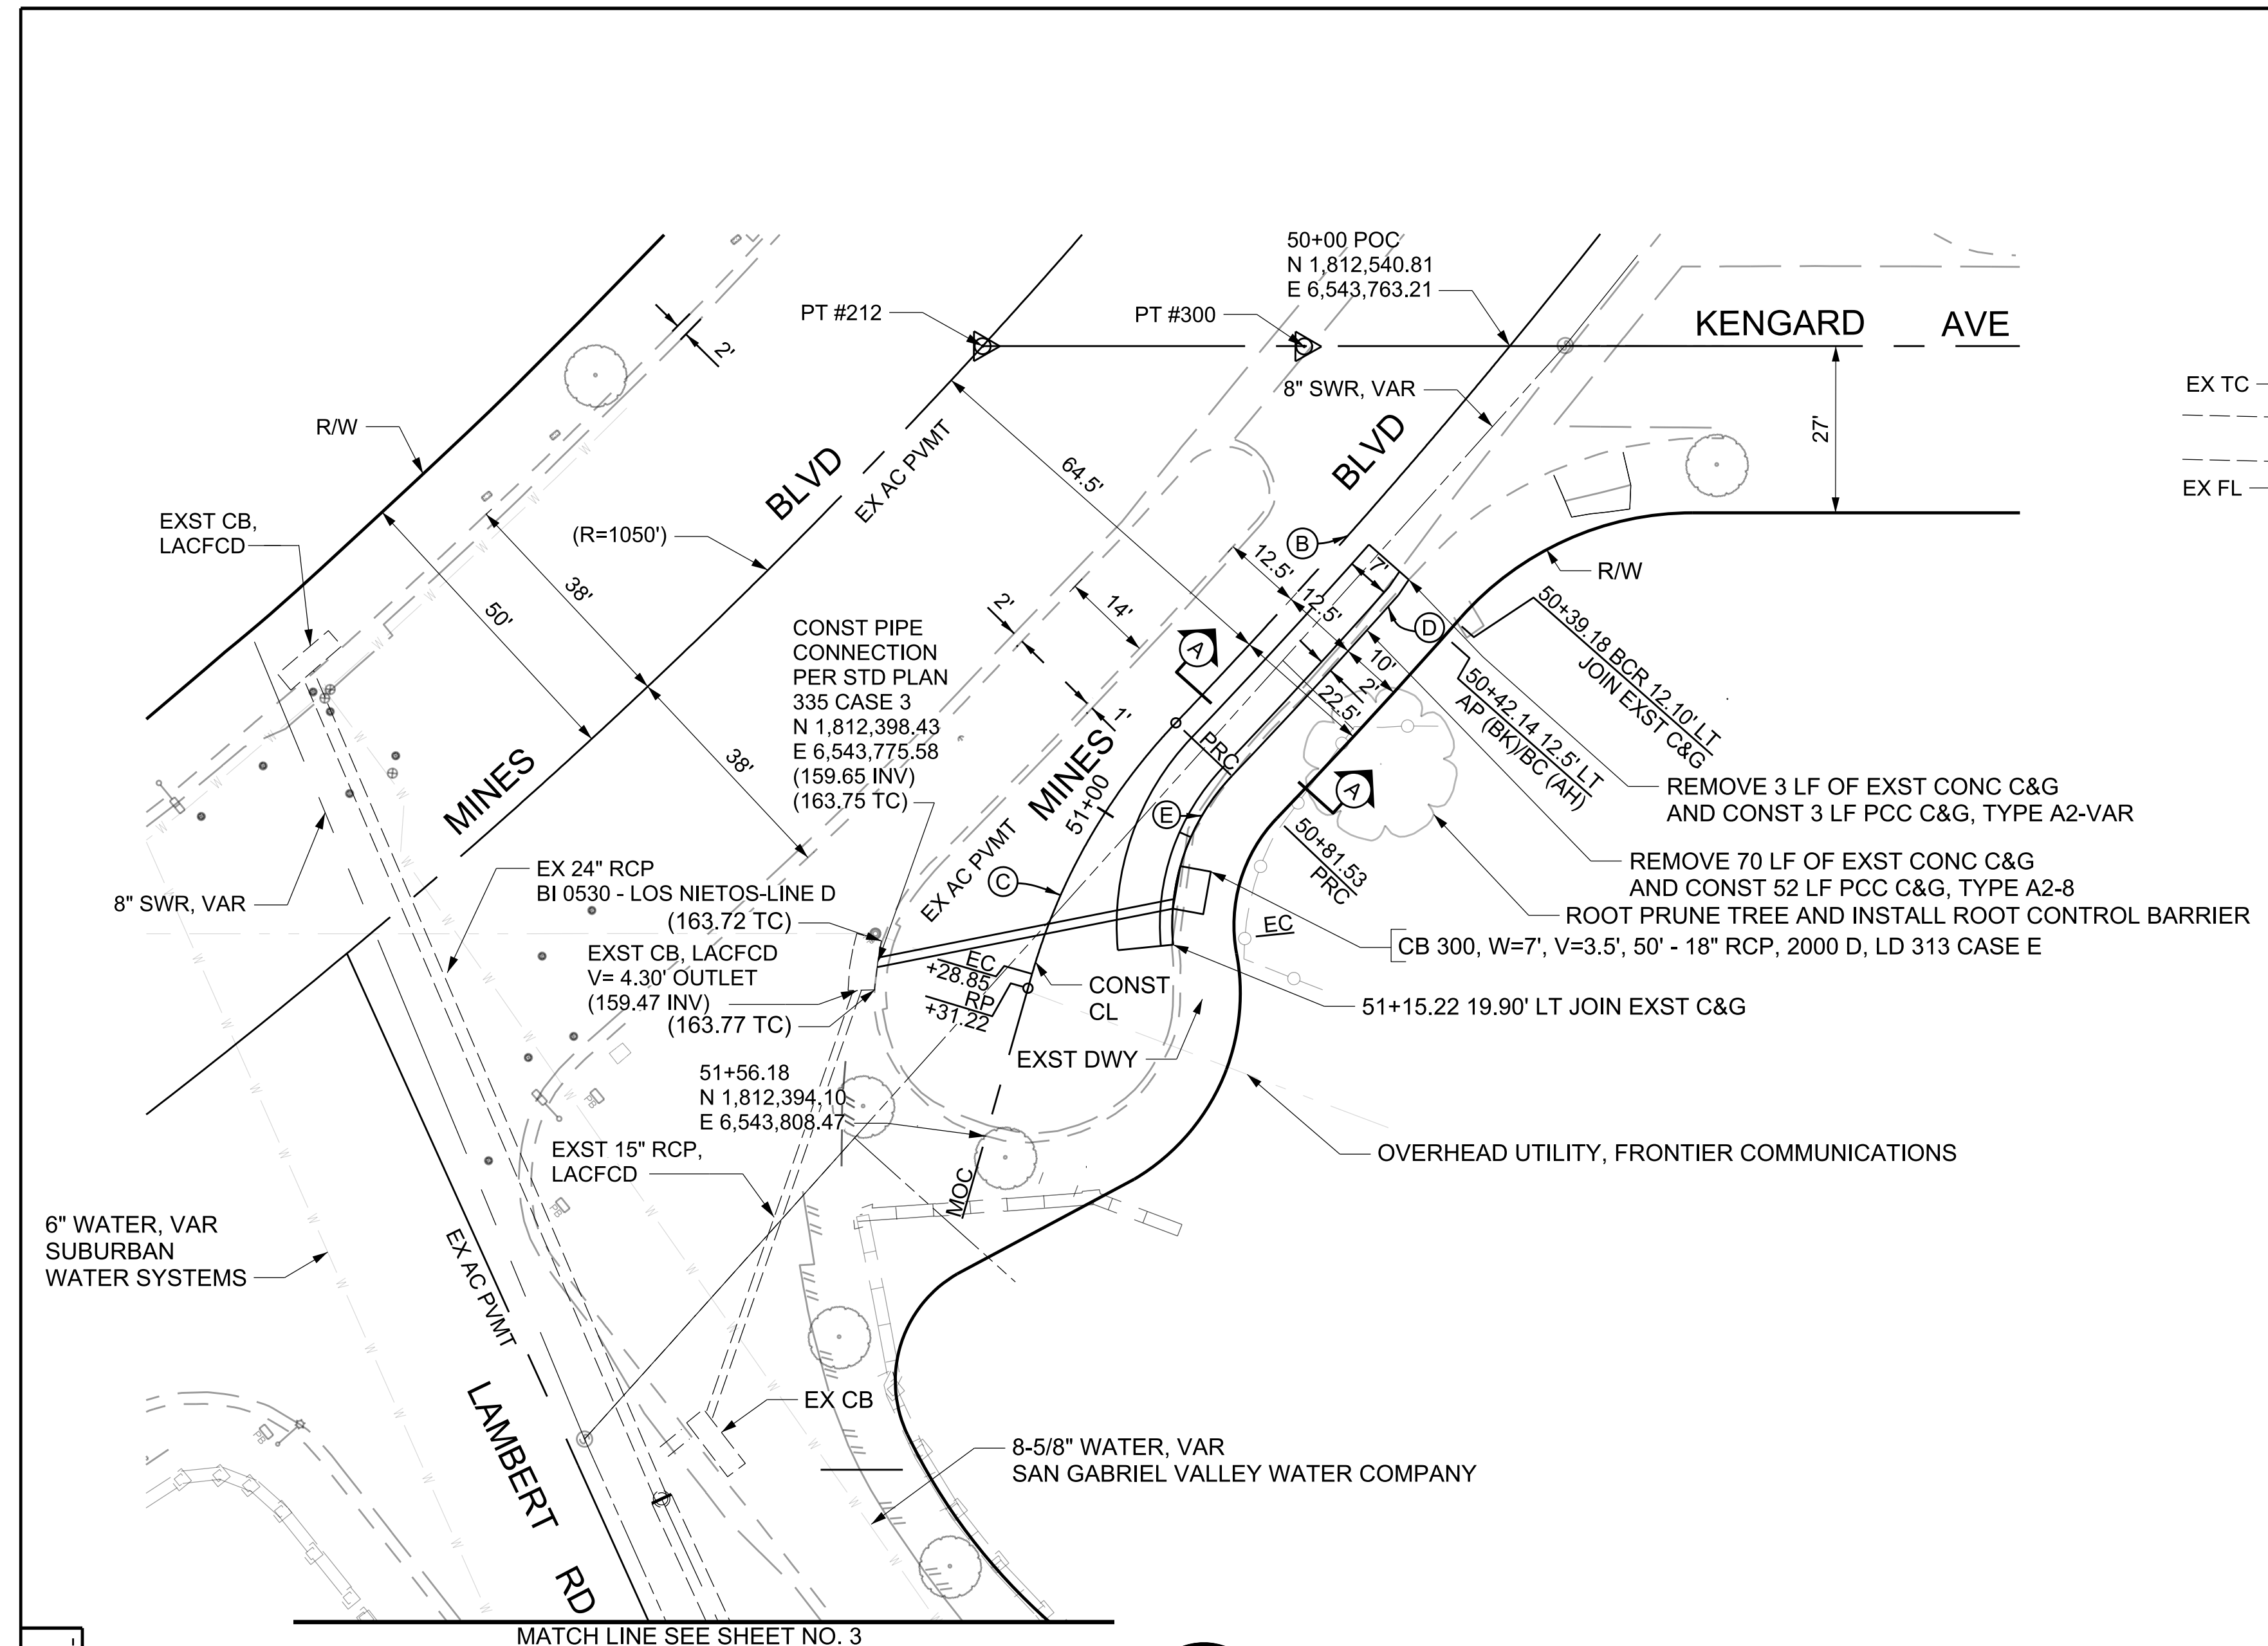 50+00 POC
N 1,812,540.81
E 6,543,763.21
PT #212
PT #300
KENGARD AVE
2'
8" SWR, VAR
EX TC
R/W
BLVD
EX AC PVMT
64.5'
BLVD
27'
EX FL
EXST CB,
LACFCD
(R=1050')
B
12.5'
7'
R/W
50'
38'
2'
14'
12.5'
D
50+39.18 BCR 12.10' LT
JOIN EXST C&G
CONST PIPE
CONNECTION
PER STD PLAN
335 CASE 3
N 1,812,398.43
E 6,543,775.58
(159.65 INV)
(163.75 TC)
A
10'
2'
22.5'
50+42.14 12.5' LT
AP (BK)/BC (AH)
1'
38'
PRC
MINES
MINES
51+00
A
REMOVE 3 LF OF EXST CONC C&G
AND CONST 3 LF PCC C&G, TYPE A2-VAR
E
50+81.53
PRC
EX AC PVMT
REMOVE 70 LF OF EXST CONC C&G
AND CONST 52 LF PCC C&G, TYPE A2-8
EX 24" RCP
BI 0530 - LOS NIETOS-LINE D
C
8" SWR, VAR
(163.72 TC)
ROOT PRUNE TREE AND INSTALL ROOT CONTROL BARRIER
EC
EXST CB, LACFCD
V= 4.30' OUTLET
(159.47 INV)
(163.77 TC)
EC
+28.85
RP
+31.22
CB 300, W=7', V=3.5', 50' - 18" RCP, 2000 D, LD 313 CASE E
CONST
CL
51+15.22 19.90' LT JOIN EXST C&G
EXST DWY
51+56.18
N 1,812,394.10
E 6,543,808.47
EXST 15" RCP,
LACFCD
OVERHEAD UTILITY, FRONTIER COMMUNICATIONS
MOC
6" WATER, VAR
SUBURBAN
WATER SYSTEMS
EX AC PVMT
EX CB
LAMBERT RD
8-5/8" WATER, VAR
SAN GABRIEL VALLEY WATER COMPANY
MATCH LINE SEE SHEET NO. 3